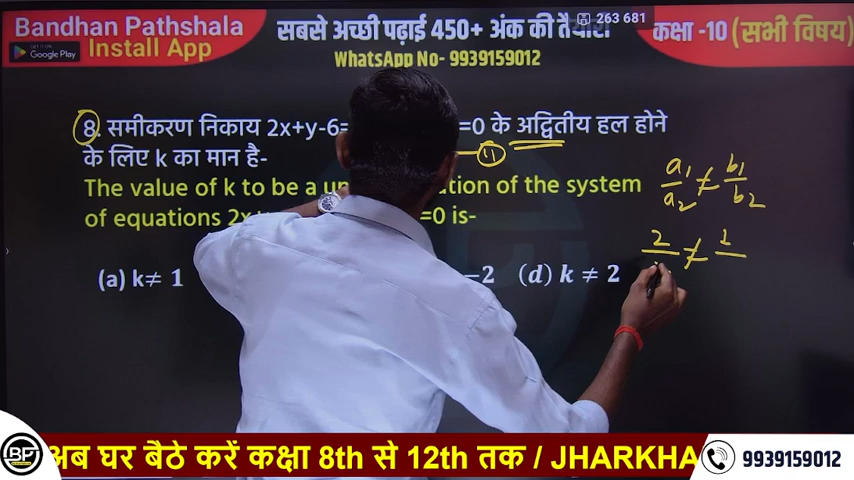 Bandhan Pathshala
GET IT ON
Google Play
Install App
सबसे अच्छी पढ़ाई 450+ अंक की तैयारी
263 681
WhatsApp No- 9939159012
कक्षा -10 (सभी विषय)
8. समीकरण निकाय 2x+y-6= =0 के अद्वितीय हल होने
के लिए k का मान है-
(ii)
The value of k to be a un tion of the system
of equations 2x =0 is-
(a) k≠ 1 -2 (d) k ≠ 2
a₁/a₂ ≠ b₁/b₂
2 ≠ 1
अब घर बैठे करें कक्षा 8th से 12th तक / JHARKHA
9939159012